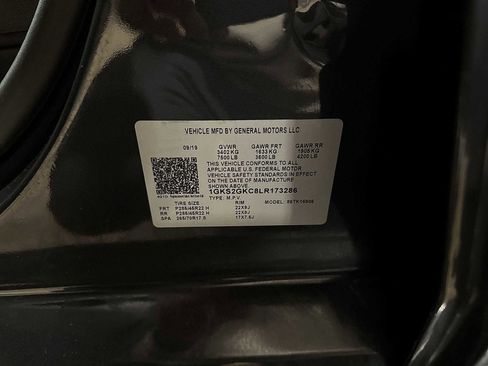 VEHICLE MFD BY GENERAL MOTORS LLC
09/19 GVWR GAWR FRT GAWR RR
3402 KG 1633 KG 1905 KG
7500 LB 3600 LB 4200 LB
THIS VEHICLE CONFORMS TO ALL
APPLICABLE U.S. FEDERAL MOTOR
VEHICLE SAFETY STANDARDS IN EFFECT
ON THE DATE OF MANUFACTURE
SHOWN ABOVE.
1GKS2GKC8LR173286
TYPE: M.P.V.
TIRE SIZE RIM MODEL:
FRT P285/45R22 H 22X9J
RR P285/45R22 H 22X9J
SPA 265/70R17.0 17X7.5J